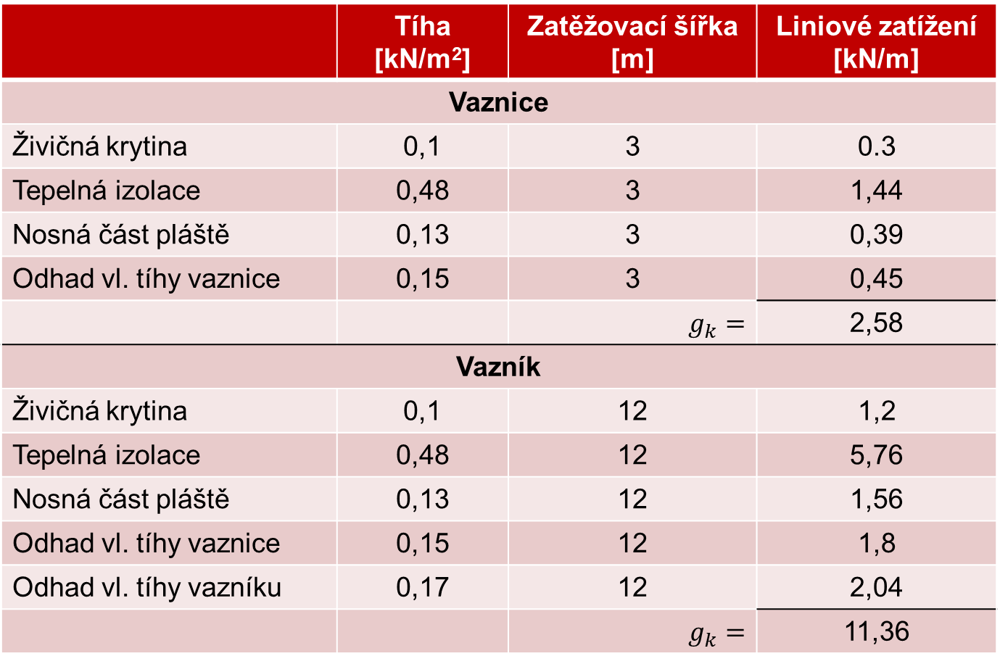 Tíha Zatěžovací šířka Liniové zatížení
[kN/m²] [m] [kN/m]
Vaznice
Živičná krytina 0,1 3 0.3
Tepelná izolace 0,48 3 1,44
Nosná část pláště 0,13 3 0,39
Odhad vl. tíhy vaznice 0,15 3 0,45
gₖ = 2,58
Vazník
Živičná krytina 0,1 12 1,2
Tepelná izolace 0,48 12 5,76
Nosná část pláště 0,13 12 1,56
Odhad vl. tíhy vaznice 0,15 12 1,8
Odhad vl. tíhy vazníku 0,17 12 2,04
gₖ = 11,36